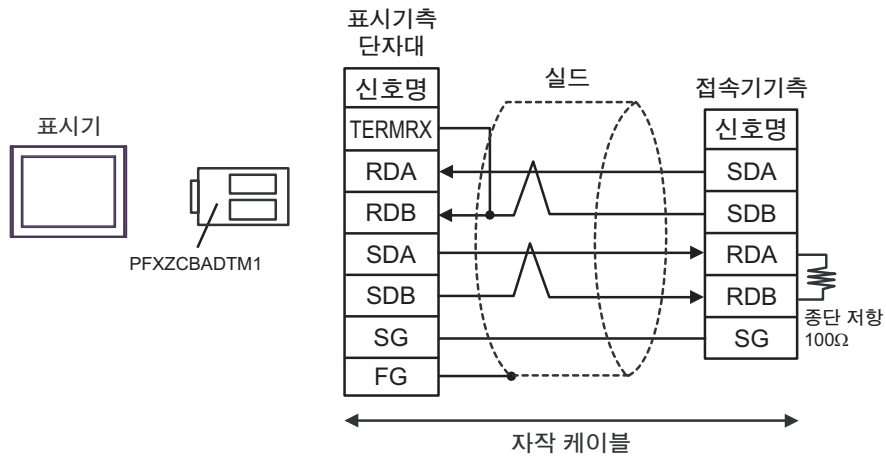 표시기
PFXZCBADTM1
표시기측
단자대
신호명
TERMRX
RDA
RDB
SDA
SDB
SG
FG
실드
접속기기측
신호명
SDA
SDB
RDA
RDB
SG
종단 저항
100Ω
자작 케이블